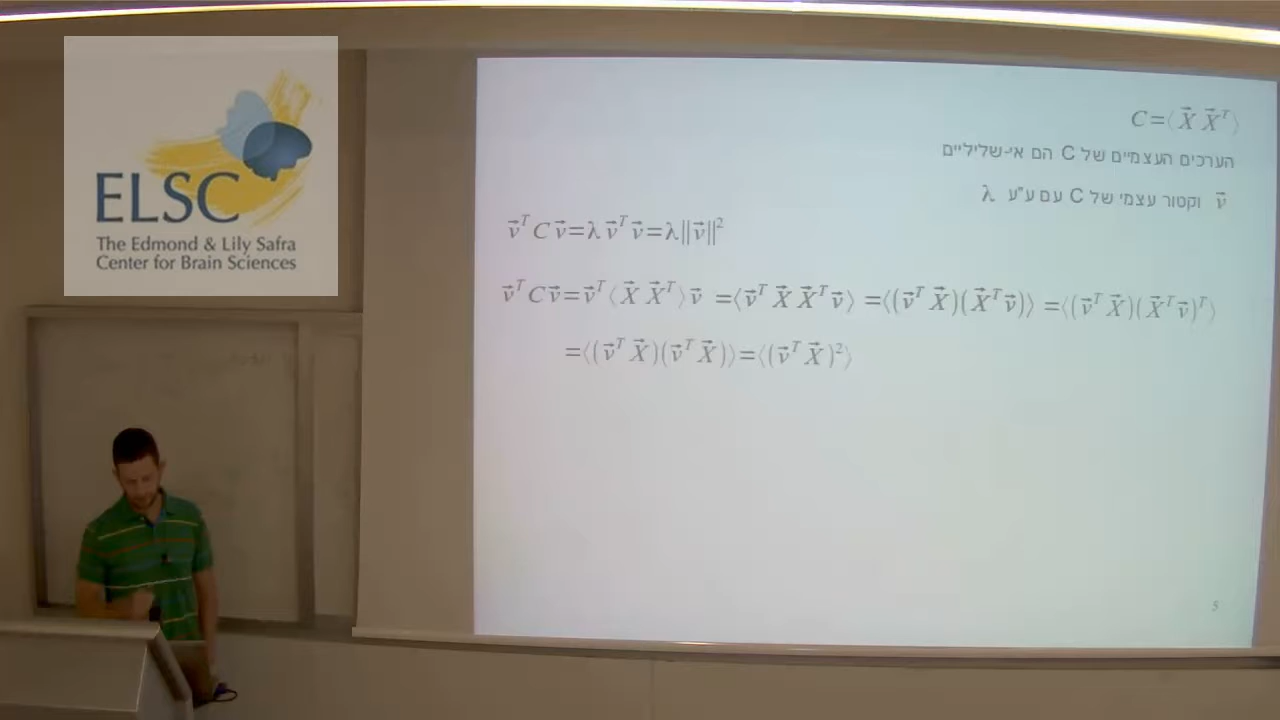 ELSC
The Edmond & Lily Safra
Center for Brain Sciences
C=⟨X⃗ X⃗ᵀ⟩
הערכים העצמיים של C הם אי-שליליים
v⃗ וקטור עצמי של C עם ע"ע λ
v⃗ᵀ C v⃗=λ v⃗ᵀ v⃗=λ‖v⃗‖²
v⃗ᵀ C v⃗=v⃗ᵀ ⟨X⃗ X⃗ᵀ⟩ v⃗ =⟨v⃗ᵀ X⃗ X⃗ᵀ v⃗⟩ =⟨(v⃗ᵀ X⃗)(X⃗ᵀ v⃗)⟩ =⟨(v⃗ᵀ X⃗)(X⃗ᵀ v⃗)ᵀ⟩
=⟨(v⃗ᵀ X⃗)(v⃗ᵀ X⃗)⟩=⟨(v⃗ᵀ X⃗)²⟩
5